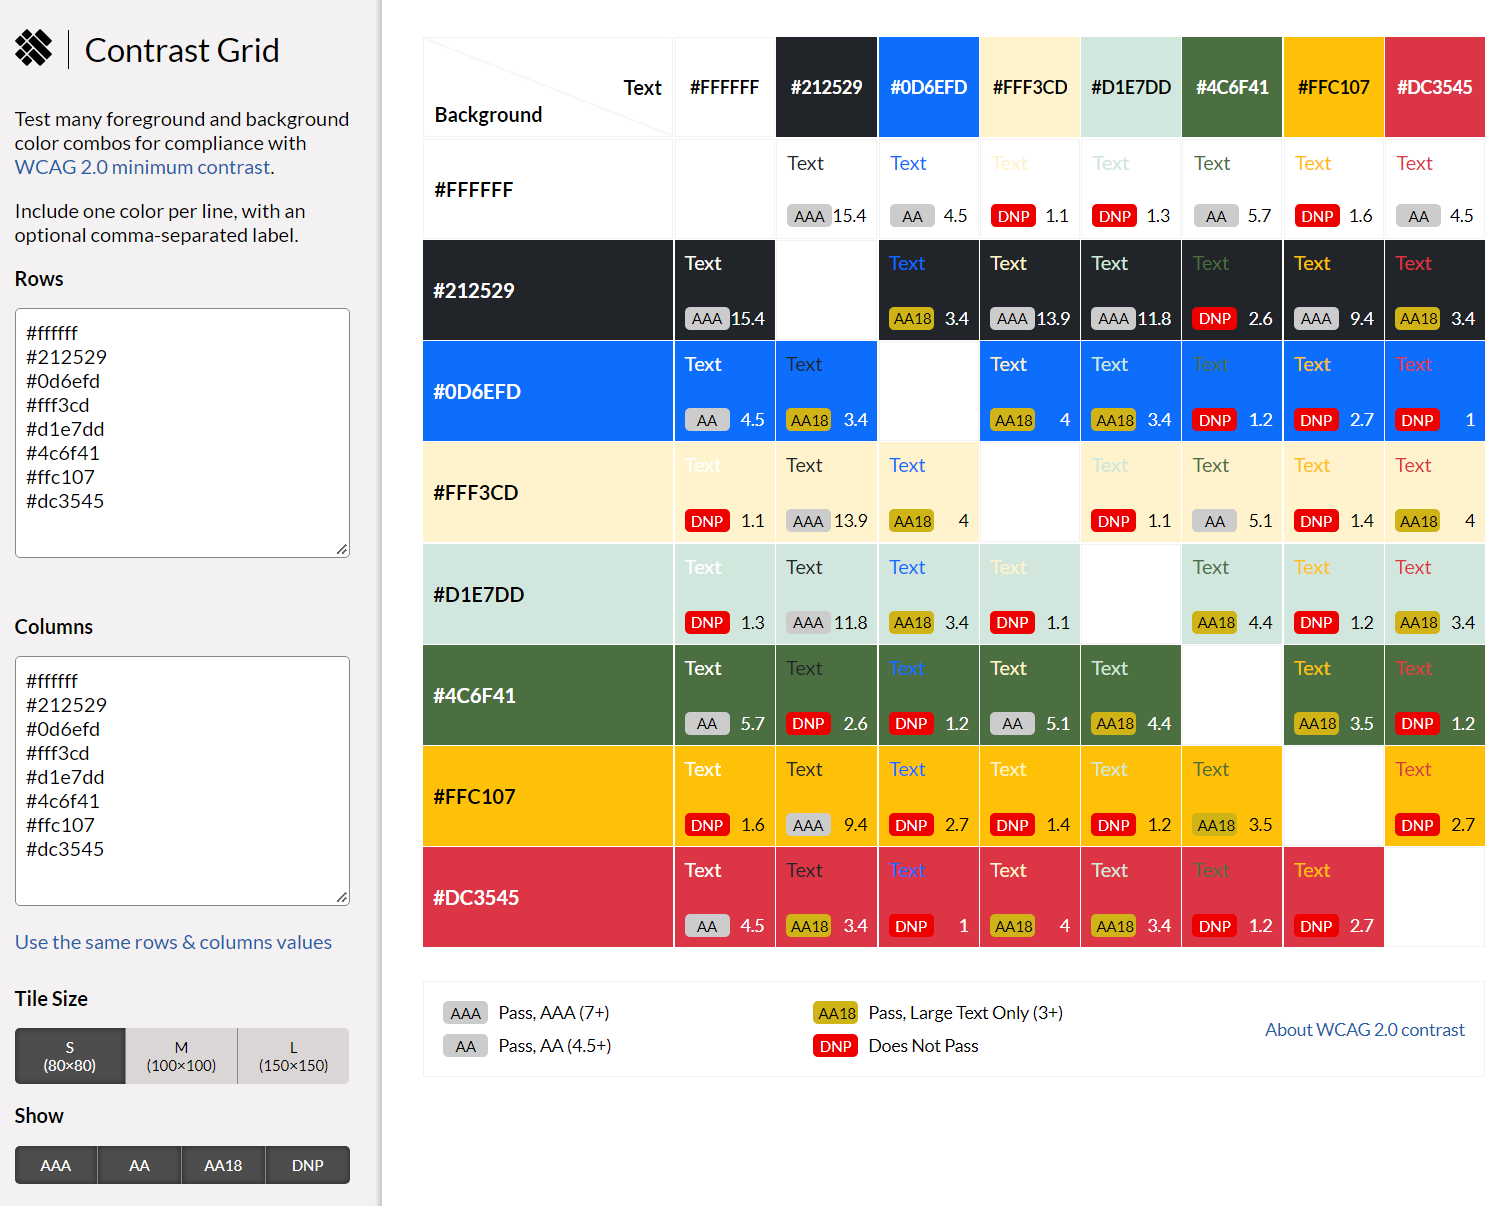 Contrast Grid
Test many foreground and background
color combos for compliance with
WCAG 2.0 minimum contrast.
Include one color per line, with an
optional comma-separated label.
Rows
#ffffff
#212529
#0d6efd
#fff3cd
#d1e7dd
#4c6f41
#ffc107
#dc3545
Columns
#ffffff
#212529
#0d6efd
#fff3cd
#d1e7dd
#4c6f41
#ffc107
#dc3545
Use the same rows & columns values
Tile Size
S M L
(80×80) (100×100) (150×150)
Show
AAA AA AA18 DNP
Text #FFFFFF #212529 #0D6EFD #FFF3CD #D1E7DD #4C6F41 #FFC107 #DC3545
Background
Text Text Text Text Text Text Text
#FFFFFF
AAA 15.4 AA 4.5 DNP 1.1 DNP 1.3 AA 5.7 DNP 1.6 AA 4.5
Text Text Text Text Text Text Text
#212529
AAA 15.4 AA18 3.4 AAA 13.9 AAA 11.8 DNP 2.6 AAA 9.4 AA18 3.4
Text Text Text Text Text Text Text
#0D6EFD
AA 4.5 AA18 3.4 AA18 4 AA18 3.4 DNP 1.2 DNP 2.7 DNP 1
Text Text Text Text Text Text Text
#FFF3CD
DNP 1.1 AAA 13.9 AA18 4 DNP 1.1 AA 5.1 DNP 1.4 AA18 4
Text Text Text Text Text Text Text
#D1E7DD
DNP 1.3 AAA 11.8 AA18 3.4 DNP 1.1 AA18 4.4 DNP 1.2 AA18 3.4
Text Text Text Text Text Text Text
#4C6F41
AA 5.7 DNP 2.6 DNP 1.2 AA 5.1 AA18 4.4 AA18 3.5 DNP 1.2
Text Text Text Text Text Text Text
#FFC107
DNP 1.6 AAA 9.4 DNP 2.7 DNP 1.4 DNP 1.2 AA18 3.5 DNP 2.7
Text Text Text Text Text Text Text
#DC3545
AA 4.5 AA18 3.4 DNP 1 AA18 4 AA18 3.4 DNP 1.2 DNP 2.7
AAA Pass, AAA (7+) AA18 Pass, Large Text Only (3+)
About WCAG 2.0 contrast
AA Pass, AA (4.5+) DNP Does Not Pass